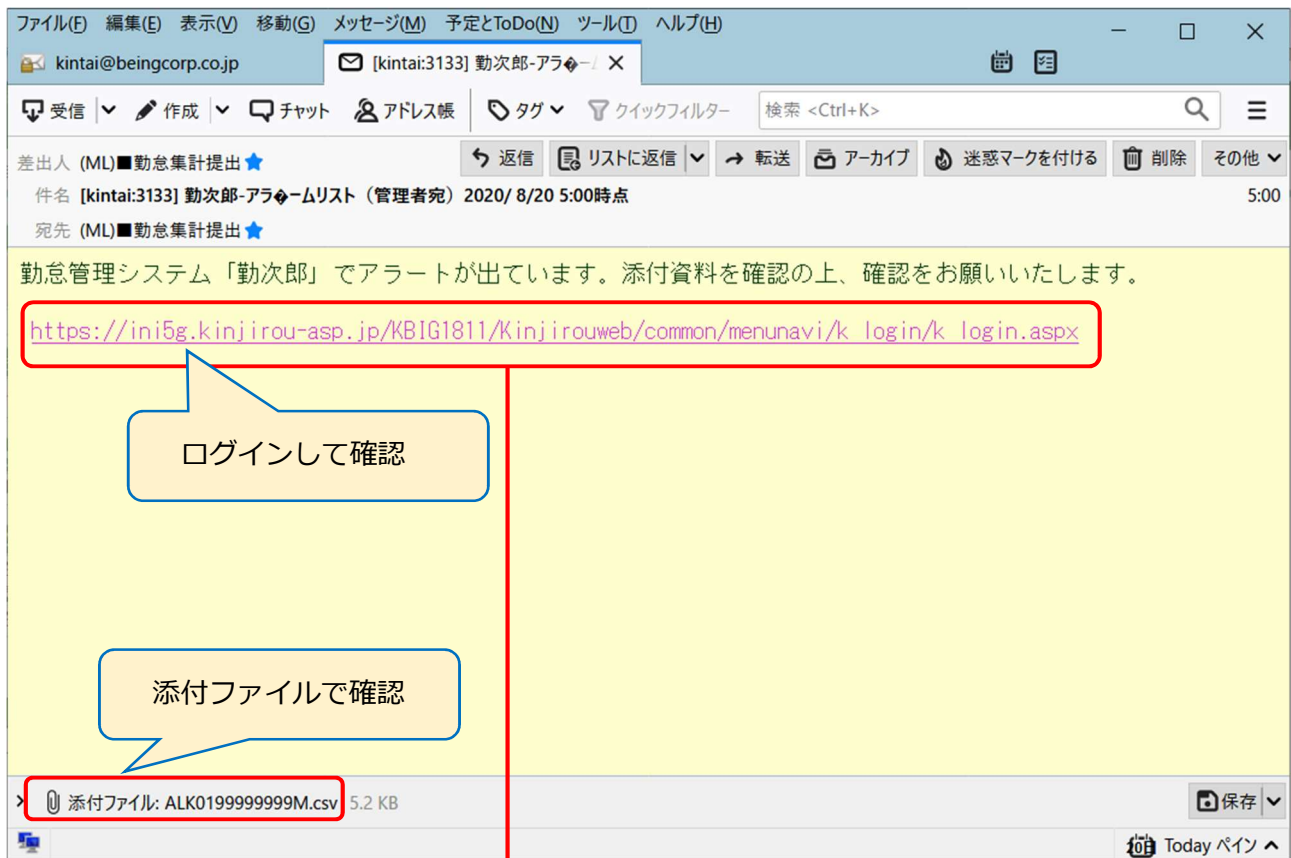 ファイル(F) 編集(E) 表示(V) 移動(G) メッセージ(M) 予定とToDo(N) ツール(T) ヘルプ(H)
kintai@beingcorp.co.jp [kintai:3133] 勤次郎-アラ�ー
受信 作成 チャット アドレス帳 タグ クイックフィルター 検索 <Ctrl+K>
差出人 (ML)■勤怠集計提出 返信 リストに返信 転送 アーカイブ 迷惑マークを付ける 削除 その他
件名 [kintai:3133] 勤次郎-アラ�ームリスト（管理者宛）2020/ 8/20 5:00時点 5:00
宛先 (ML)■勤怠集計提出
勤怠管理システム「勤次郎」でアラートが出ています。添付資料を確認の上、確認をお願いいたします。
https://ini5g.kinjirou-asp.jp/KBIG1811/Kinjirouweb/common/menunavi/k_login/k_login.aspx
ログインして確認
添付ファイルで確認
添付ファイル: ALK0199999999M.csv 5.2 KB 保存
Today ペイン